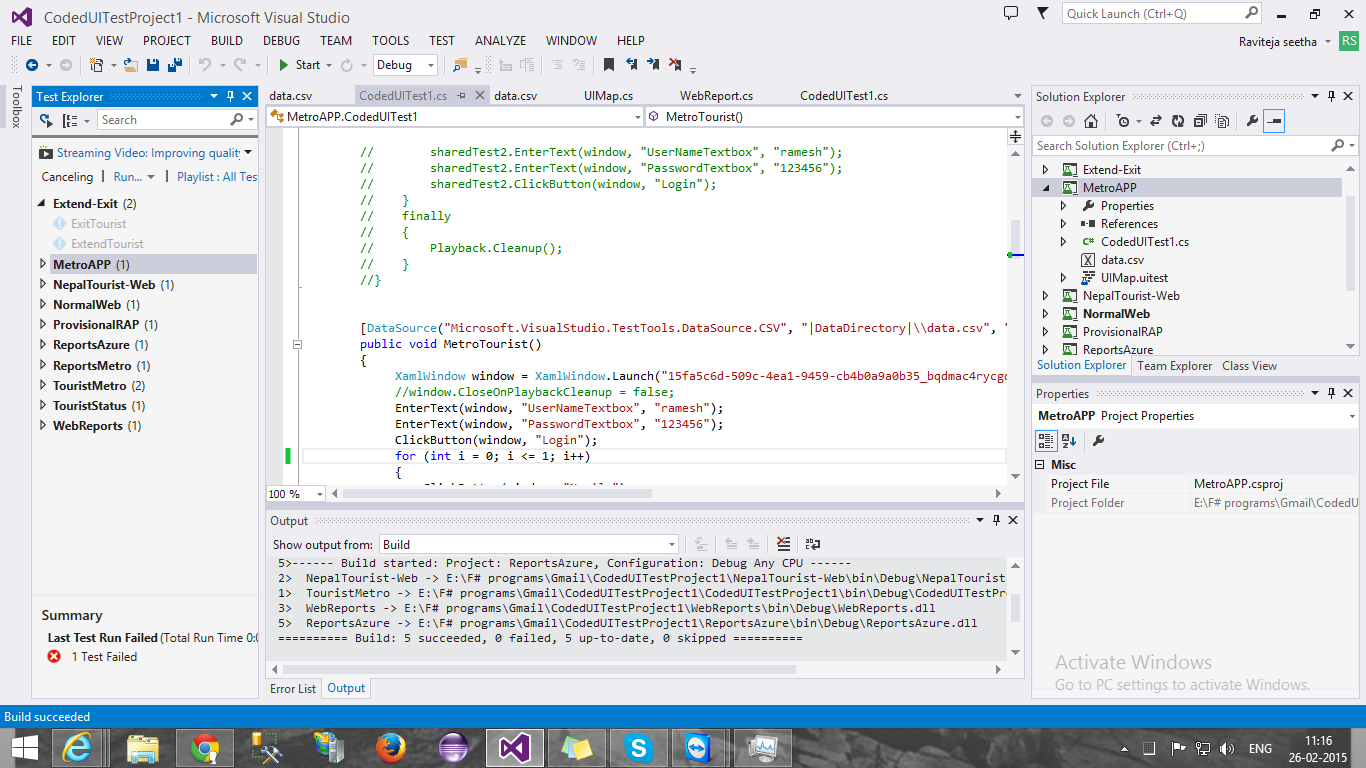 CodedUITestProject1 - Microsoft Visual Studio
Quick Launch (Ctrl+Q)
FILE EDIT VIEW PROJECT BUILD DEBUG TEAM TOOLS TEST ANALYZE WINDOW HELP
Raviteja seetha RS
Start Debug
Toolbox
Test Explorer
Search
Streaming Video: Improving quality
Canceling | Run... | Playlist : All Tes
Extend-Exit (2)
ExitTourist
ExtendTourist
MetroAPP (1)
NepalTourist-Web (1)
NormalWeb (1)
ProvisionalRAP (1)
ReportsAzure (1)
ReportsMetro (1)
TouristMetro (2)
TouristStatus (1)
WebReports (1)
Summary
Last Test Run Failed (Total Run Time 0:0
1 Test Failed
data.csv CodedUITest1.cs data.csv UIMap.cs WebReport.cs CodedUITest1.cs
MetroAPP.CodedUITest1 MetroTourist()
// sharedTest2.EnterText(window, "UserNameTextbox", "ramesh");
// sharedTest2.EnterText(window, "PasswordTextbox", "123456");
// sharedTest2.ClickButton(window, "Login");
// }
// finally
// {
// Playback.Cleanup();
// }
//}
[DataSource("Microsoft.VisualStudio.TestTools.DataSource.CSV", "|DataDirectory|\\data.csv", "
public void MetroTourist()
{
XamlWindow window = XamlWindow.Launch("15fa5c6d-509c-4ea1-9459-cb4b0a9a0b35_bqdmac4rycgc
//window.CloseOnPlaybackCleanup = false;
EnterText(window, "UserNameTextbox", "ramesh");
EnterText(window, "PasswordTextbox", "123456");
ClickButton(window, "Login");
for (int i = 0; i <= 1; i++)
{
100 %
Output
Show output from: Build
5>------ Build started: Project: ReportsAzure, Configuration: Debug Any CPU ------
2> NepalTourist-Web -> E:\F# programs\Gmail\CodedUITestProject1\NepalTourist-Web\bin\Debug\NepalTourist
1> TouristMetro -> E:\F# programs\Gmail\CodedUITestProject1\CodedUITestProject1\bin\Debug\CodedUITestPr
3> WebReports -> E:\F# programs\Gmail\CodedUITestProject1\WebReports\bin\Debug\WebReports.dll
5> ReportsAzure -> E:\F# programs\Gmail\CodedUITestProject1\ReportsAzure\bin\Debug\ReportsAzure.dll
========== Build: 5 succeeded, 0 failed, 5 up-to-date, 0 skipped ==========
Error List Output
Solution Explorer
Search Solution Explorer (Ctrl+;)
Extend-Exit
MetroAPP
Properties
References
C# CodedUITest1.cs
data.csv
UIMap.uitest
NepalTourist-Web
NormalWeb
ProvisionalRAP
ReportsAzure
Solution Explorer Team Explorer Class View
Properties
MetroAPP Project Properties
Misc
Project File MetroAPP.csproj
Project Folder E:\F# programs\Gmail\CodedU
Activate Windows
Go to PC settings to activate Windows.
Build succeeded
ENG
11:16
26-02-2015